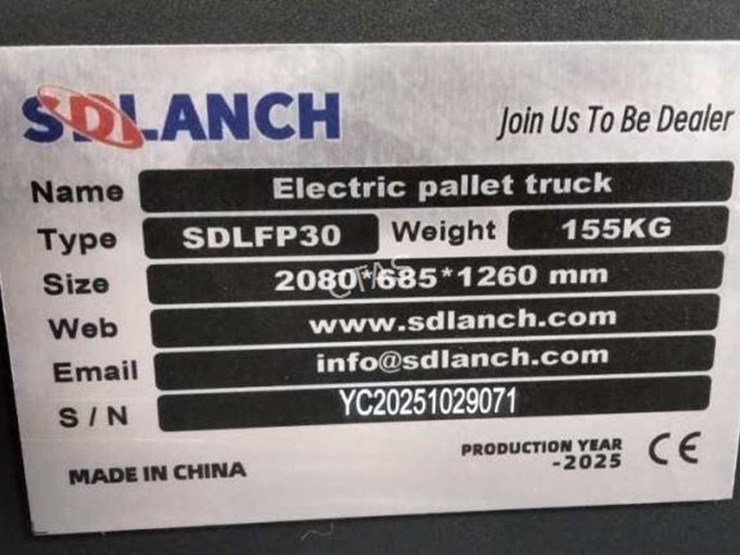 SDLANCH
Join Us To Be Dealer
Name Electric pallet truck
Type SDLFP30 Weight 155KG
Size 2080*685*1260 mm
Web www.sdlanch.com
Email info@sdlanch.com
S/N YC20251029071
PRODUCTION YEAR
-2025 CE
MADE IN CHINA